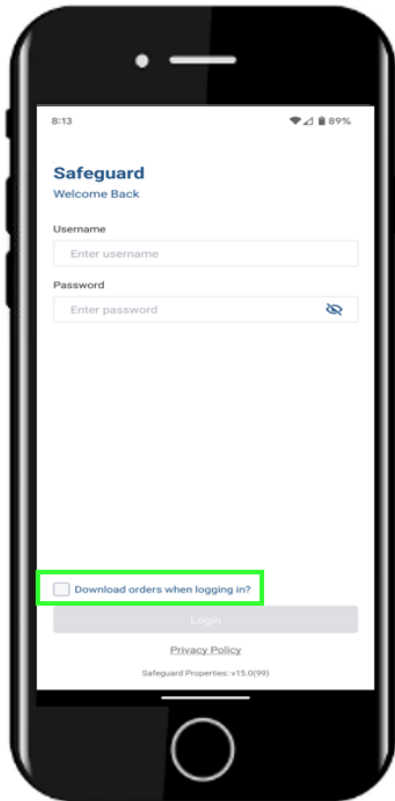 8:13 89%
Safeguard
Welcome Back
Username
Enter username
Password
Enter password
Download orders when logging in?
Login
Privacy Policy
Safeguard Properties: v15.0(99)